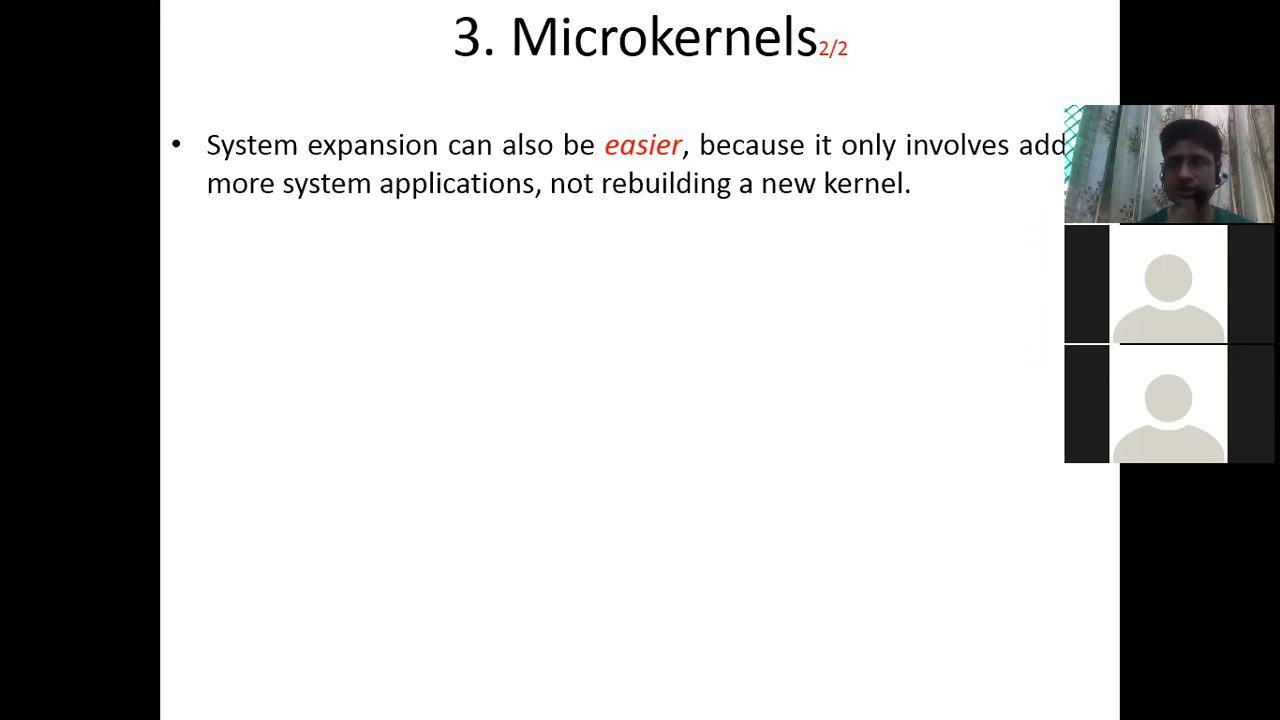 3. Microkernels2/2
• System expansion can also be easier, because it only involves add
more system applications, not rebuilding a new kernel.